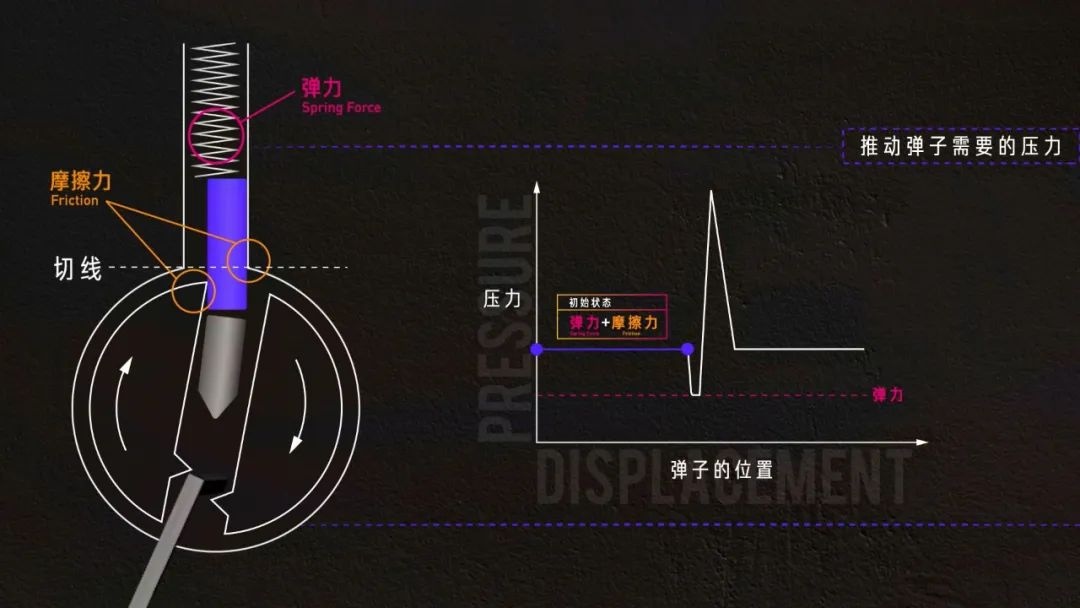 弹力
Spring Force
推动弹子需要的压力
摩擦力
Friction
切线
PRESSURE
压力
初始状态
弹力+摩擦力
Spring Force
Friction
弹力
弹子的位置
DISPLACEMENT